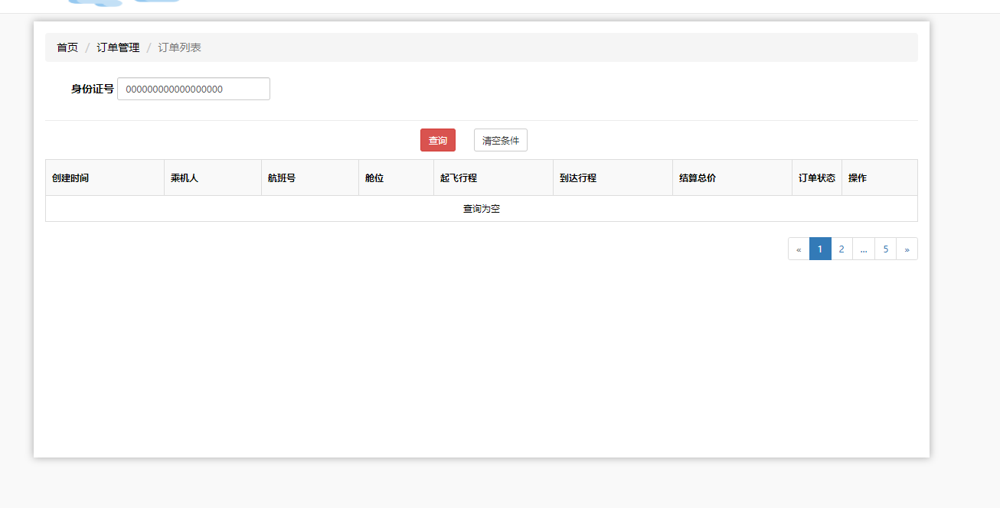 首页 / 订单管理 / 订单列表
身份证号 000000000000000000
查询 清空条件
创建时间 乘机人 航班号 舱位 起飞行程 到达行程 结算总价 订单状态 操作
查询为空
« 1 2 ... 5 »